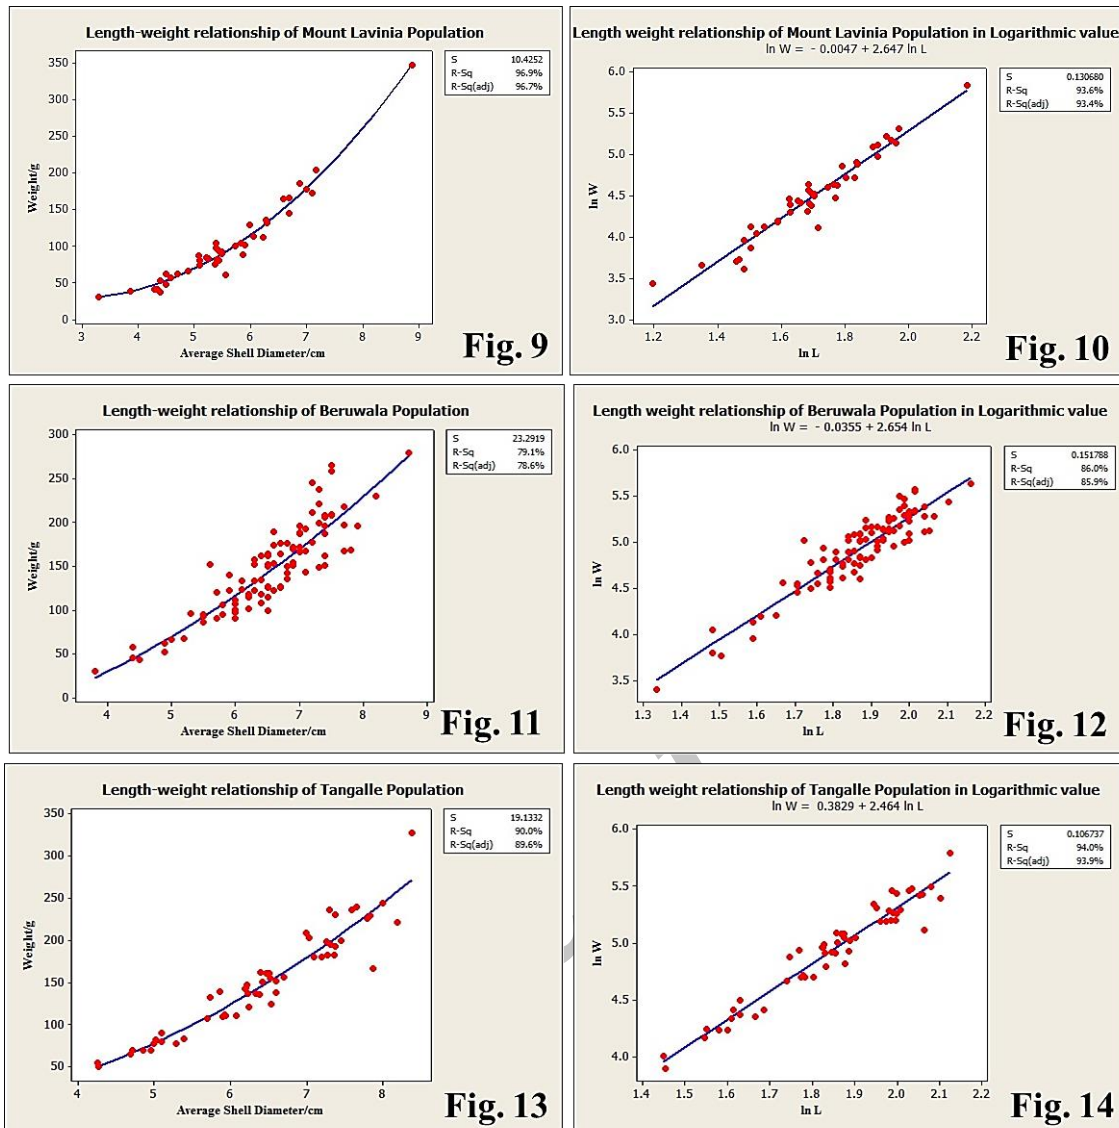 Length-weight relationship of Mount Lavinia Population
S 10.4252
R-Sq 96.9%
R-Sq(adj) 96.7%
Weight/g
350
300
250
200
150
100
50
0
3 4 5 6 7 8 9
Average Shell Diameter/cm
Fig. 9
Length weight relationship of Mount Lavinia Population in Logarithmic value
ln W = - 0.0047 + 2.647 ln L
S 0.130680
R-Sq 93.6%
R-Sq(adj) 93.4%
ln W
6.0
5.5
5.0
4.5
4.0
3.5
3.0
1.2 1.4 1.6 1.8 2.0 2.2
ln L
Fig. 10
Length-weight relationship of Beruwala Population
S 23.2919
R-Sq 79.1%
R-Sq(adj) 78.6%
Weight/g
300
250
200
150
100
50
0
4 5 6 7 8 9
Average Shell Diameter/cm
Fig. 11
Length weight relationship of Beruwala Population in Logarithmic value
ln W = - 0.0355 + 2.654 ln L
S 0.151788
R-Sq 86.0%
R-Sq(adj) 85.9%
ln W
6.0
5.5
5.0
4.5
4.0
3.5
1.3 1.4 1.5 1.6 1.7 1.8 1.9 2.0 2.1 2.2
ln L
Fig. 12
Length-weight relationship of Tangalle Population
S 19.1332
R-Sq 90.0%
R-Sq(adj) 89.6%
Weight/g
350
300
250
200
150
100
50
4 5 6 7 8
Average Shell Diameter/cm
Fig. 13
Length weight relationship of Tangalle Population in Logarithmic value
ln W = 0.3829 + 2.464 ln L
S 0.106737
R-Sq 94.0%
R-Sq(adj) 93.9%
ln W
6.0
5.5
5.0
4.5
4.0
1.4 1.5 1.6 1.7 1.8 1.9 2.0 2.1 2.2
ln L
Fig. 14